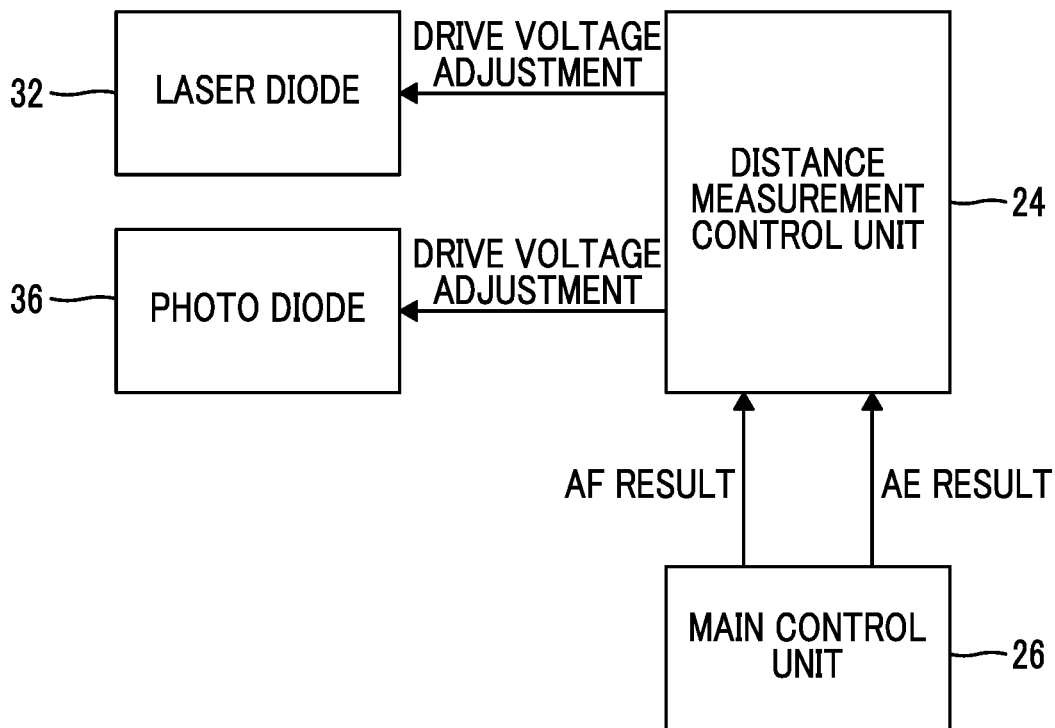 DRIVE VOLTAGE
ADJUSTMENT
32
LASER DIODE
DISTANCE
MEASUREMENT
CONTROL UNIT
24
DRIVE VOLTAGE
ADJUSTMENT
36
PHOTO DIODE
AF RESULT
AE RESULT
MAIN CONTROL
UNIT
26